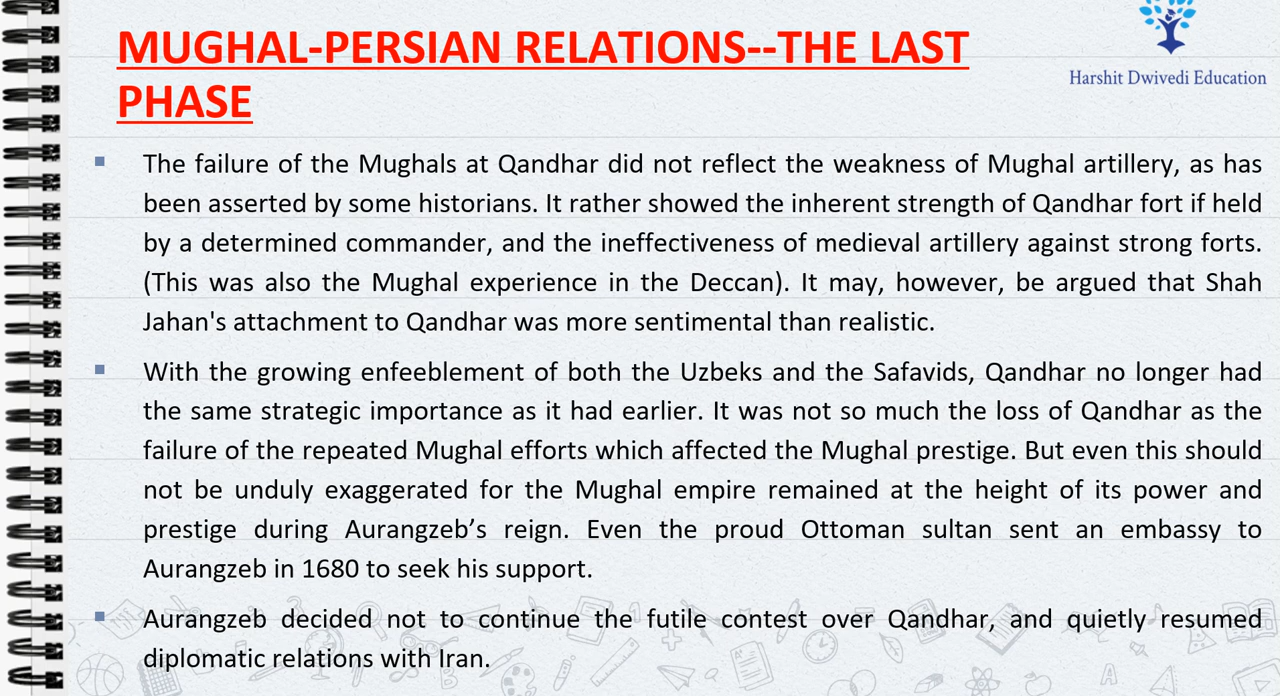 MUGHAL-PERSIAN RELATIONS--THE LAST
PHASE
Harshit Dwivedi Education
The failure of the Mughals at Qandhar did not reflect the weakness of Mughal artillery, as has
been asserted by some historians. It rather showed the inherent strength of Qandhar fort if held
by a determined commander, and the ineffectiveness of medieval artillery against strong forts.
(This was also the Mughal experience in the Deccan). It may, however, be argued that Shah
Jahan's attachment to Qandhar was more sentimental than realistic.
With the growing enfeeblement of both the Uzbeks and the Safavids, Qandhar no longer had
the same strategic importance as it had earlier. It was not so much the loss of Qandhar as the
failure of the repeated Mughal efforts which affected the Mughal prestige. But even this should
not be unduly exaggerated for the Mughal empire remained at the height of its power and
prestige during Aurangzeb’s reign. Even the proud Ottoman sultan sent an embassy to
Aurangzeb in 1680 to seek his support.
Aurangzeb decided not to continue the futile contest over Qandhar, and quietly resumed
diplomatic relations with Iran.